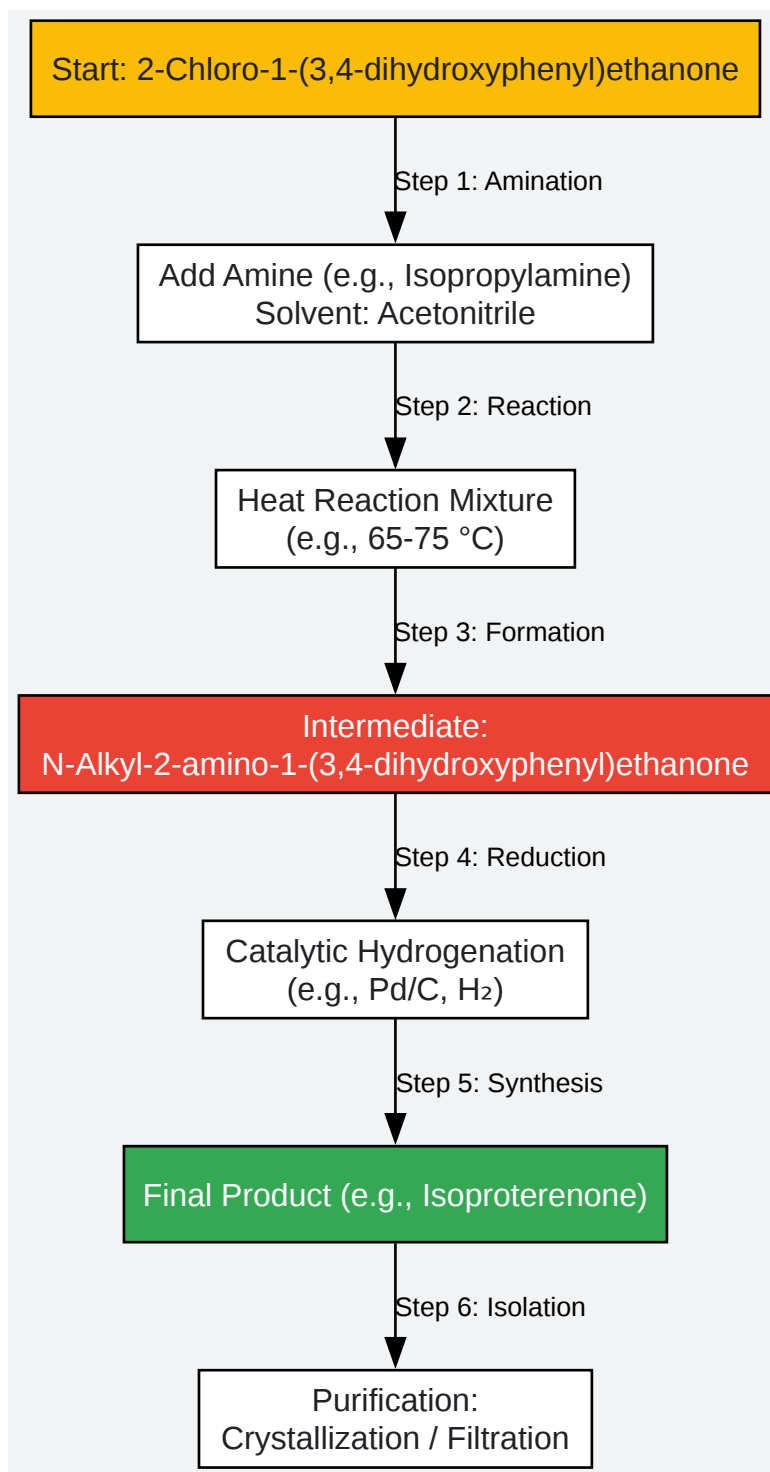 Start: 2-Chloro-1-(3,4-dihydroxyphenyl)ethanone
Step 1: Amination
Add Amine (e.g., Isopropylamine)
Solvent: Acetonitrile
Step 2: Reaction
Heat Reaction Mixture
(e.g., 65-75 °C)
Step 3: Formation
Intermediate:
N-Alkyl-2-amino-1-(3,4-dihydroxyphenyl)ethanone
Step 4: Reduction
Catalytic Hydrogenation
(e.g., Pd/C, H₂)
Step 5: Synthesis
Final Product (e.g., Isoproterenone)
Step 6: Isolation
Purification:
Crystallization / Filtration